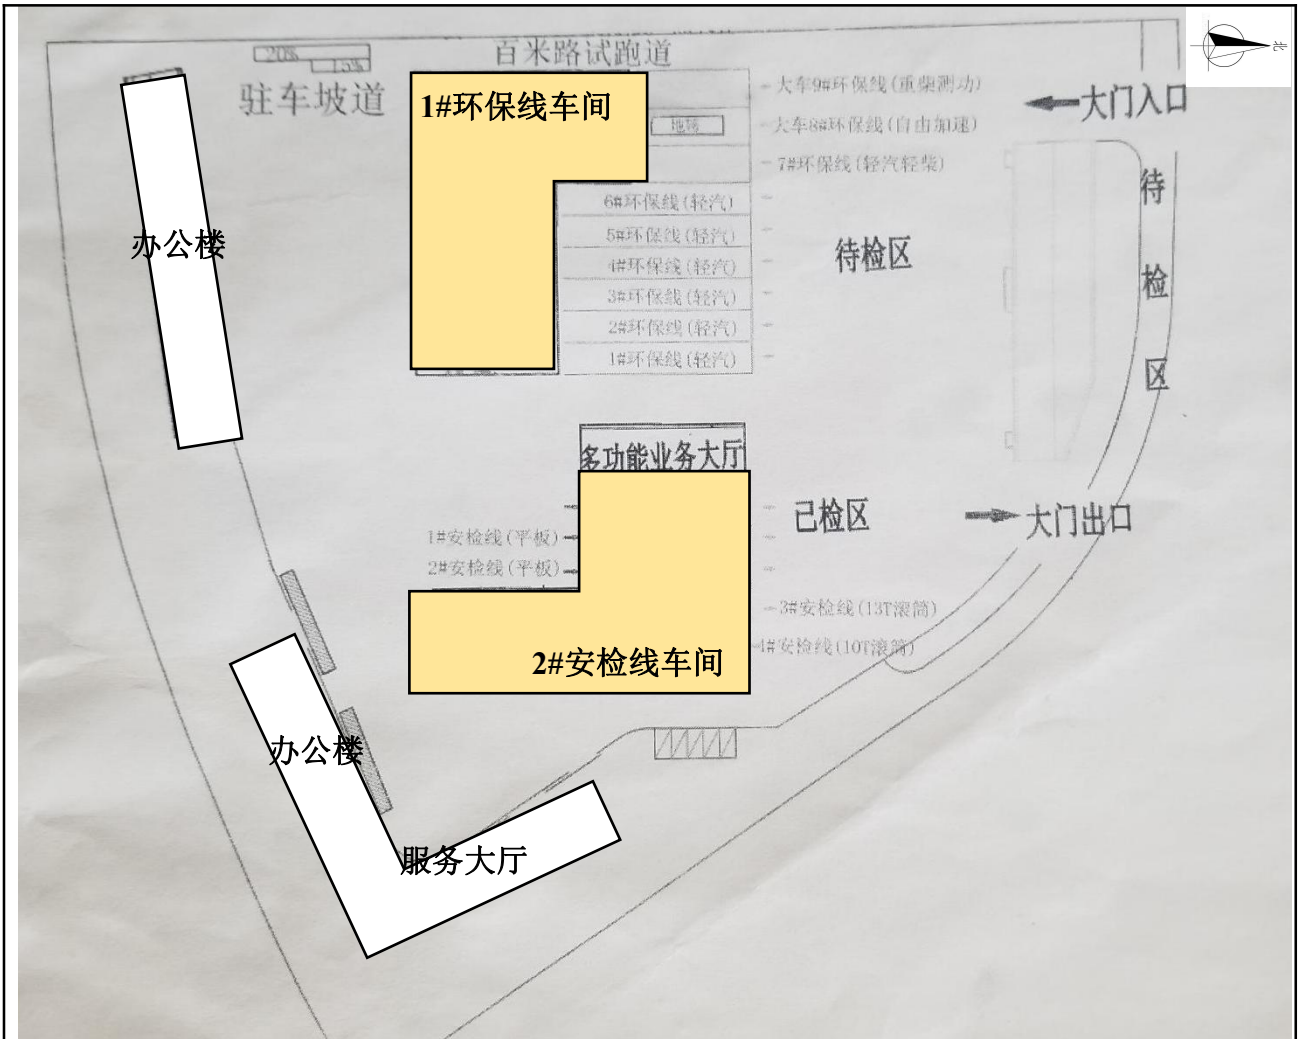 北
20%
15%
百米路试跑道
驻车坡道
1#环保线车间
大车9#环保线(重柴测功)
大门入口
地磅
大车8#环保线(自由加速)
7#环保线(轻汽轻柴)
待检区
6#环保线(轻汽)
办公楼
5#环保线(轻汽)
待检区
4#环保线(轻汽)
3#环保线(轻汽)
2#环保线(轻汽)
1#环保线(轻汽)
多功能业务大厅
已检区
大门出口
1#安检线(平板)
2#安检线(平板)
3#安检线(13T滚筒)
4#安检线(10T滚筒)
2#安检线车间
办公楼
服务大厅